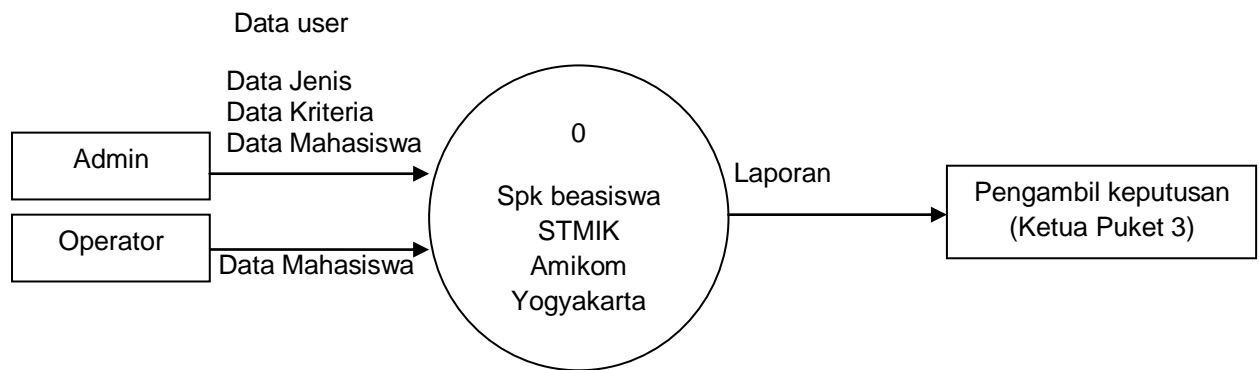 Data user
Data Jenis
Data Kriteria
Data Mahasiswa
Admin
Operator
Data Mahasiswa
0
Spk beasiswa
STMIK
Amikom
Yogyakarta
Laporan
Pengambil keputusan
(Ketua Puket 3)